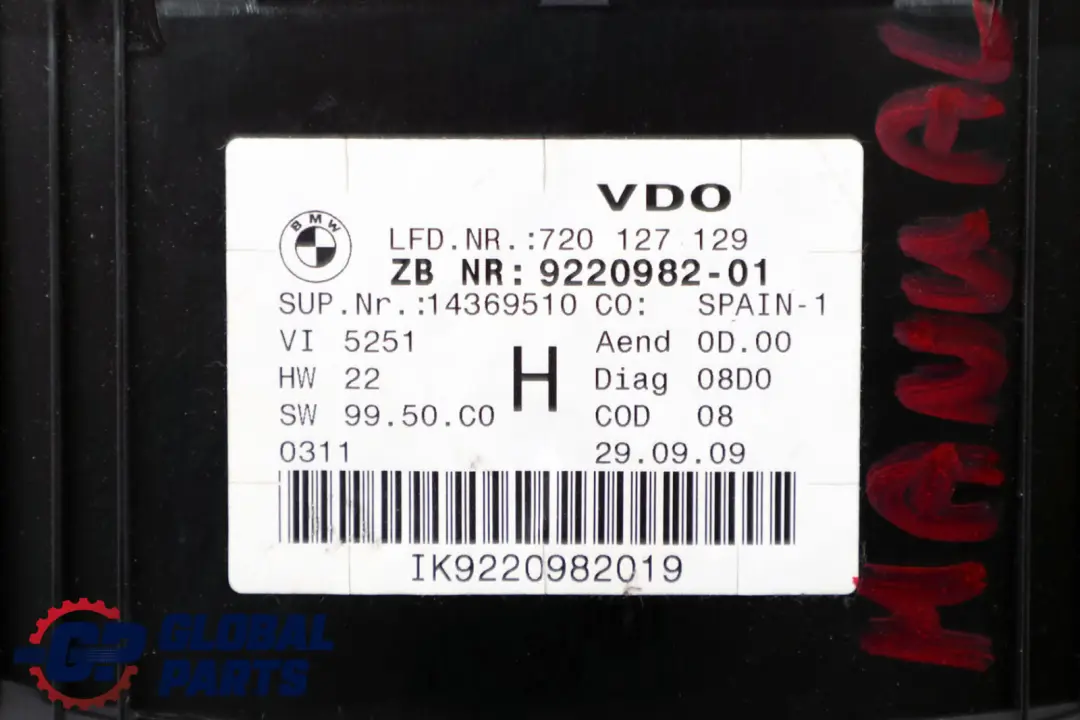 VDO
BMW
LFD.NR.:720 127 129
ZB NR: 9220982-01
SUP.Nr.:14369510 CO: SPAIN-1
VI 5251 Aend 0D.00
HW 22 H Diag 08D0
SW 99.50.C0 COD 08
0311 29.09.09
IK9220982019
MANUAL
GP GLOBAL
PARTS